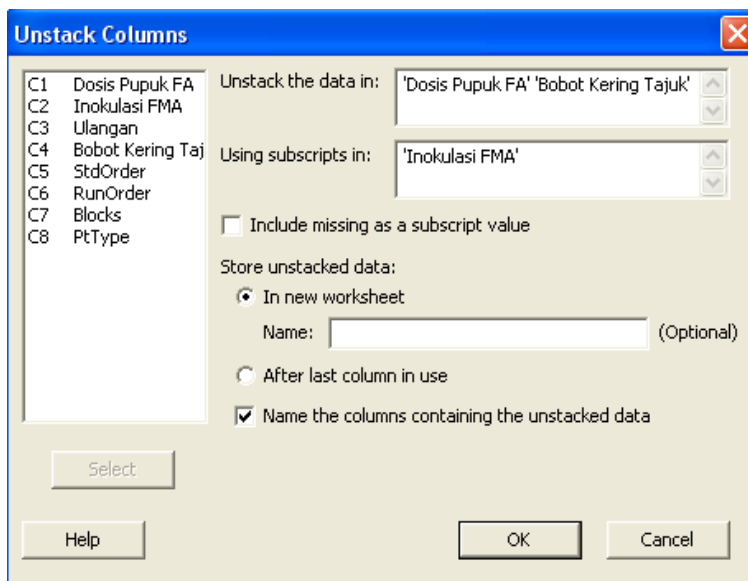 Unstack Columns
C1 Dosis Pupuk FA
C2 Inokulasi FMA
C3 Ulangan
C4 Bobot Kering Taj
C5 StdOrder
C6 RunOrder
C7 Blocks
C8 PtType
Unstack the data in: 'Dosis Pupuk FA' 'Bobot Kering Tajuk'
Using subscripts in: 'Inokulasi FMA'
Include missing as a subscript value
Store unstacked data:
In new worksheet
Name: (Optional)
After last column in use
Name the columns containing the unstacked data
Select
Help
OK
Cancel